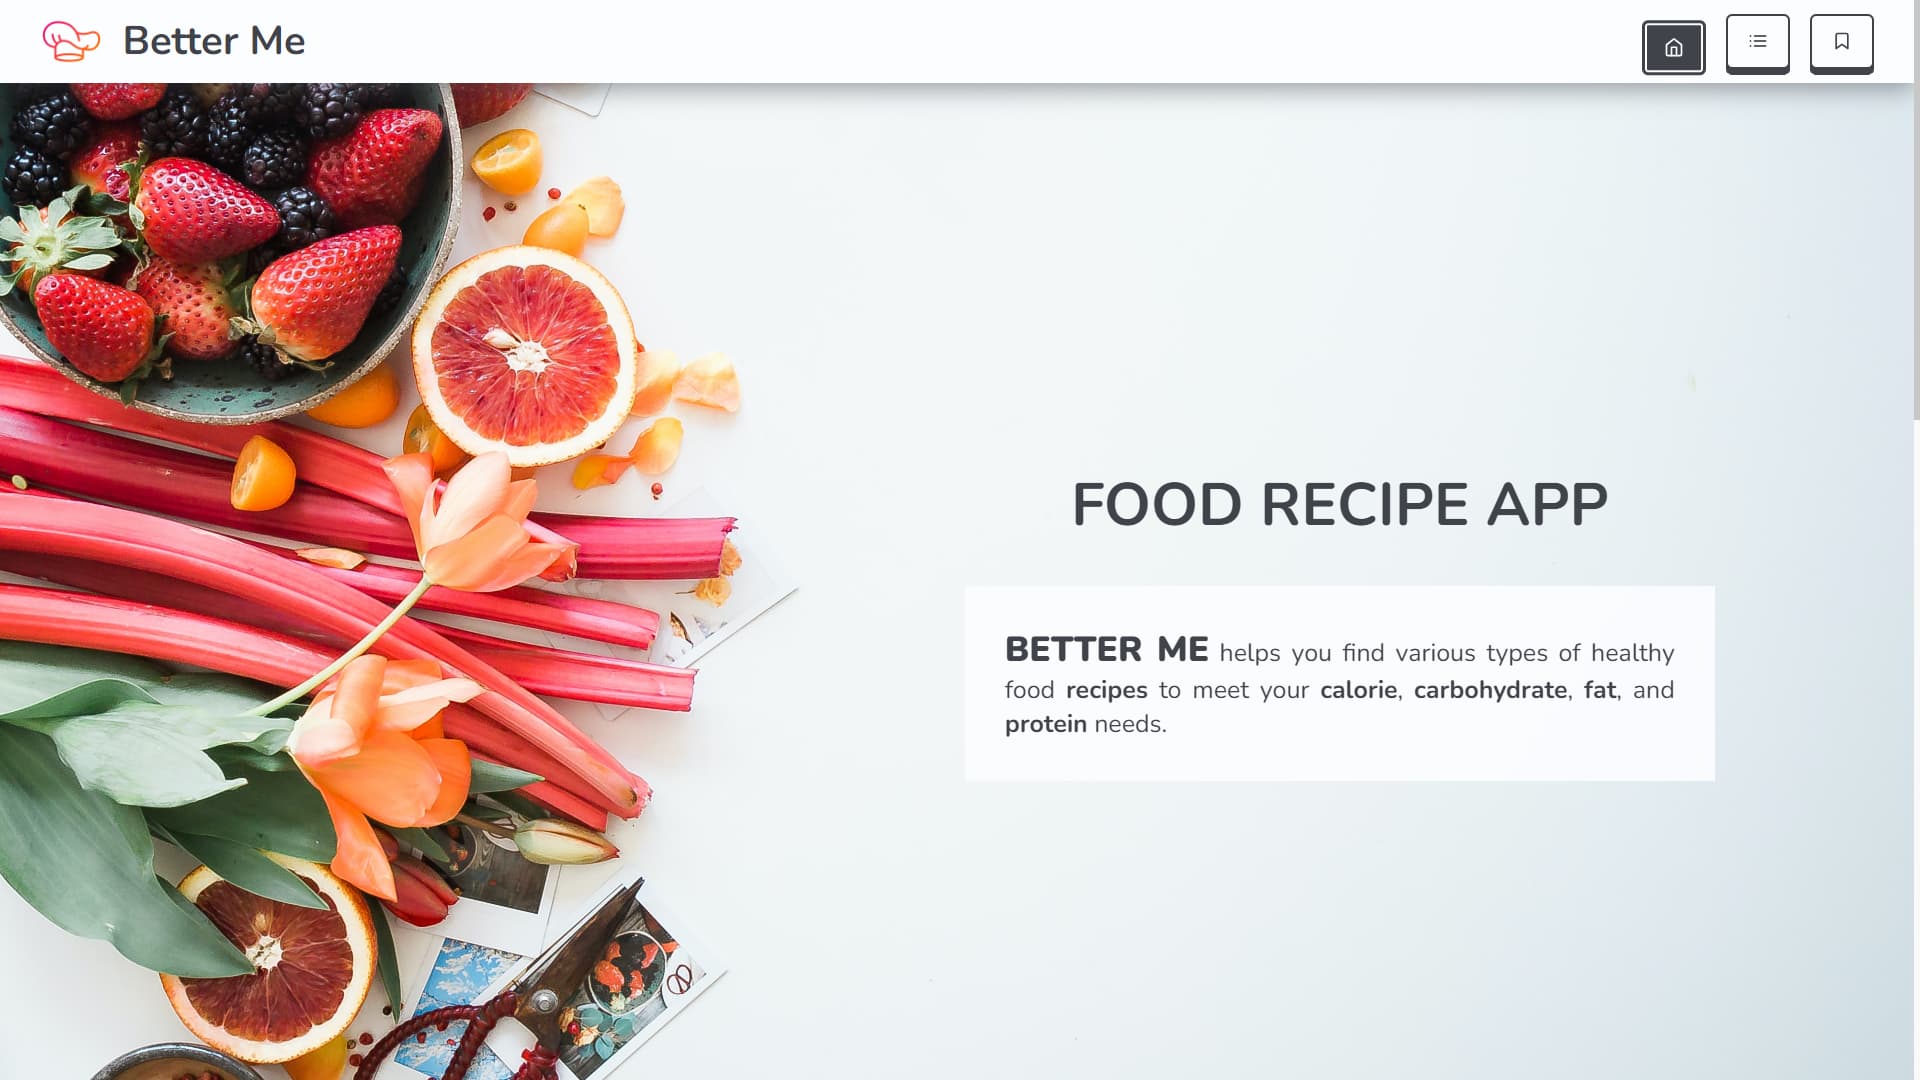 Better Me
FOOD RECIPE APP
BETTER ME helps you find various types of healthy
food recipes to meet your calorie, carbohydrate, fat, and
protein needs.